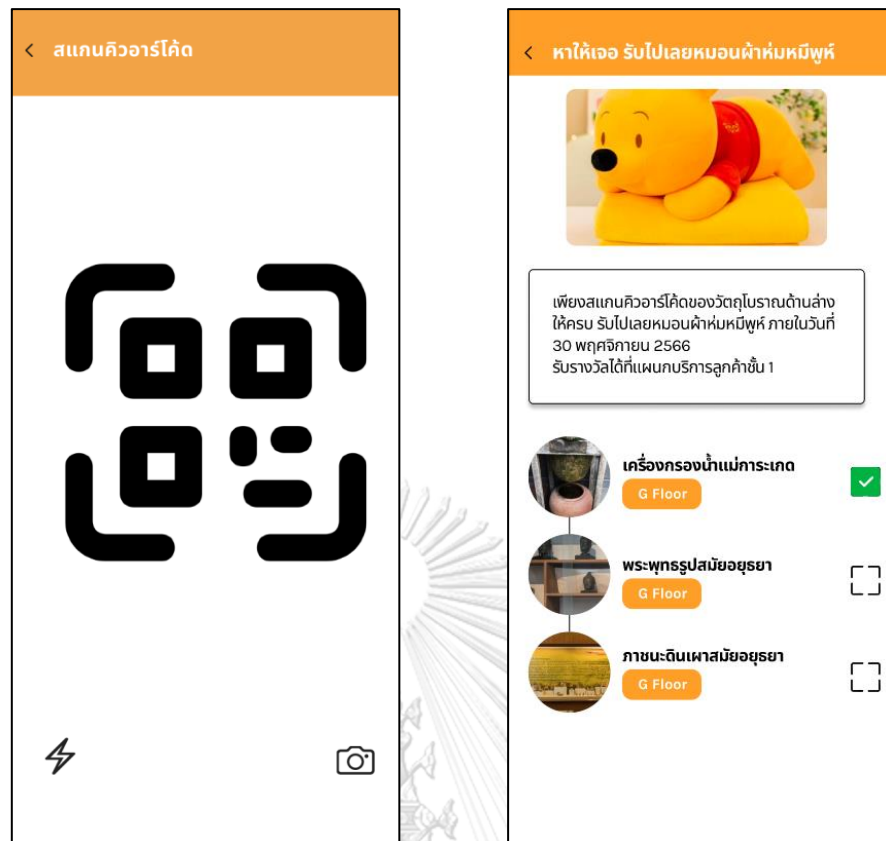 สแกนคิวอาร์โค้ด
หาให้เจอ รับไปเลยหมอนผ้าห่มหมีพูห์
เพียงสแกนคิวอาร์โค้ดของวัตถุโบราณด้านล่าง
ให้ครบ รับไปเลยหมอนผ้าห่มหมีพูห์ ภายในวันที่
30 พฤศจิกายน 2566
รับรางวัลได้ที่แผนกบริการลูกค้าชั้น 1
เครื่องกรองน้ำแม่การะเกด
G Floor
พระพุทธรูปสมัยอยุธยา
G Floor
ภาชนะดินเผาสมัยอยุธยา
G Floor